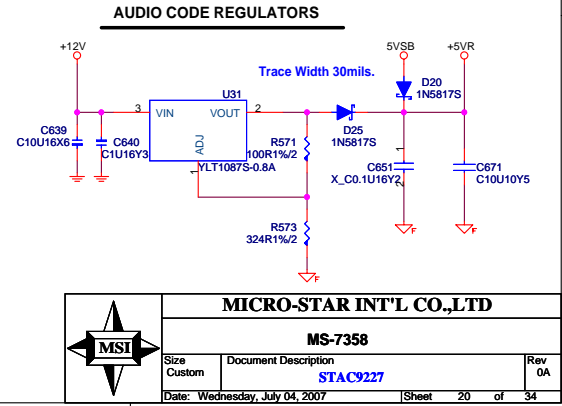 AUDIO CODE REGULATORS
+12V
5VSB
+5VR
Trace Width 30mils.
D20
1N5817S
U31
3
VIN
VOUT
2
ADJ
1
YLT1087S-0.8A
C639
C10U16X6
C640
C1U16Y3
R571
100R1%/2
D25
1N5817S
1
C651
X_C0.1U16Y2
2
C671
C10U10Y5
R573
324R1%/2
F
F
F
MSI
MICRO-STAR INT'L CO.,LTD
MS-7358
Size
Custom
Document Description
STAC9227
Rev
0A
Date: Wednesday, July 04, 2007
Sheet 20 of 34